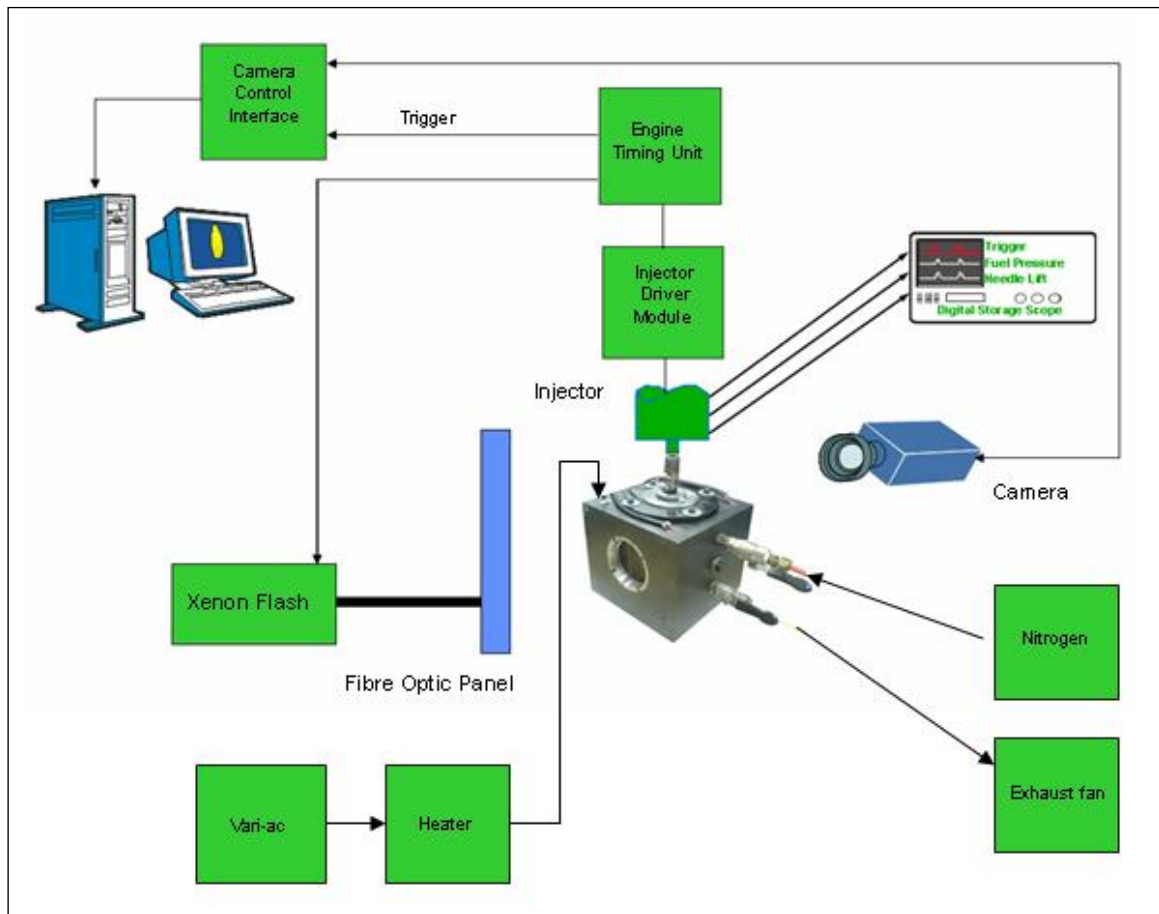 Camera
Control
Interface
Trigger
Engine
Timing Unit
Injector
Driver
Module
Trigger
Fuel Pressure
Needle Lift
Digital Storage Scope
Injector
Camera
Xenon Flash
Fibre Optic Panel
Nitrogen
Vari-ac
Heater
Exhaust fan